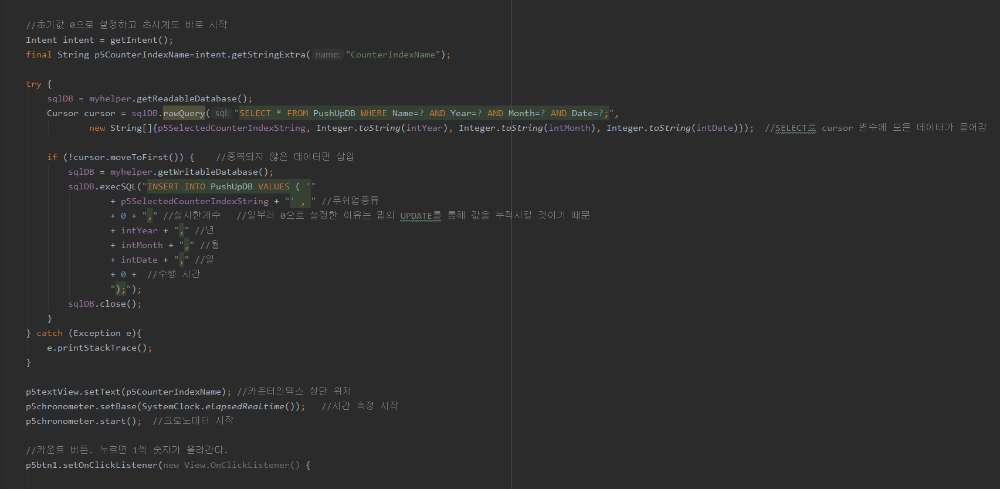 //초기값 0으로 설정하고 초시계도 바로 시작
Intent intent = getIntent();
final String p5CounterIndexName=intent.getStringExtra( name: "CounterIndexName");
try {
sqlDB = myhelper.getReadableDatabase();
Cursor cursor = sqlDB.rawQuery( sql: "SELECT * FROM PushUpDB WHERE Name=? AND Year=? AND Month=? AND Date=?;",
new String[]{p5SelectedCounterIndexString, Integer.toString(intYear), Integer.toString(intMonth), Integer.toString(intDate)});  //SELECT로 cursor 변수에 모든 데이터가 들어감
if (!cursor.moveToFirst()) {    //중복되지 않은 데이터만 삽입
sqlDB = myhelper.getWritableDatabase();
sqlDB.execSQL("INSERT INTO PushUpDB VALUES ( '"
+ p5SelectedCounterIndexString + "' , " //푸쉬업종류
+ 0 + "," //실시한개수   //일부러 0으로 설정한 이유는 밑의 UPDATE를 통해 값을 누적시킬 것이기 때문
+ intYear + "," //년
+ intMonth + "," //월
+ intDate + "," //일
+ 0 +  //수행 시간
");");
sqlDB.close();
}
} catch (Exception e){
e.printStackTrace();
}
p5textView.setText(p5CounterIndexName); //카운터인덱스 상단 위치
p5chronometer.setBase(SystemClock.elapsedRealtime());   //시간 측정 시작
p5chronometer.start();  //크로노미터 시작
//카운트 버튼. 누르면 1씩 숫자가 올라간다.
p5btn1.setOnClickListener(new View.OnClickListener() {